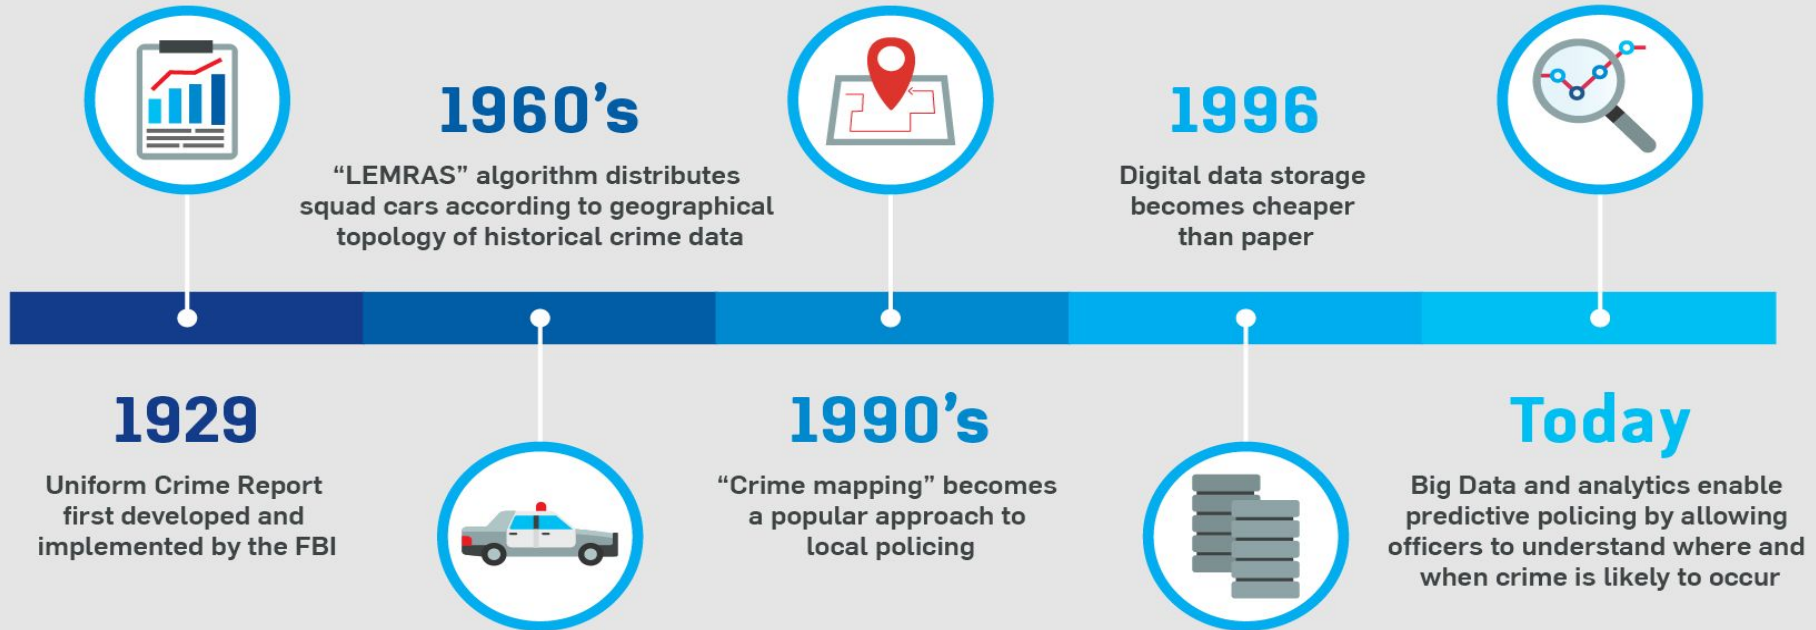 1929
Uniform Crime Report
first developed and
implemented by the FBI
1960’s
“LEMRAS” algorithm distributes
squad cars according to geographical
topology of historical crime data
1990’s
“Crime mapping” becomes
a popular approach to
local policing
1996
Digital data storage
becomes cheaper
than paper
Today
Big Data and analytics enable
predictive policing by allowing
officers to understand where and
when crime is likely to occur